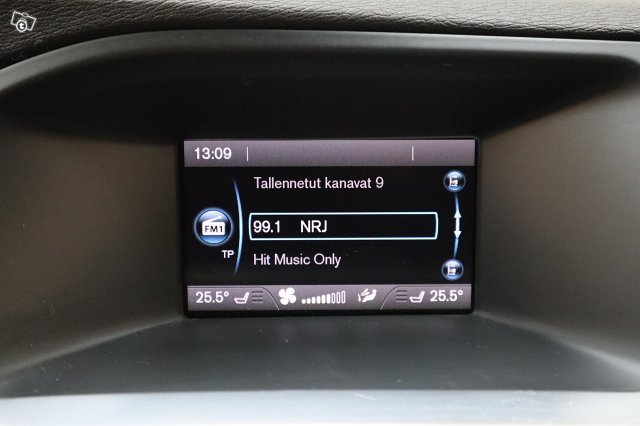 13:09
Tallennetut kanavat 9
FM1
99.1 NRJ
TP
Hit Music Only
25.5° 25.5°